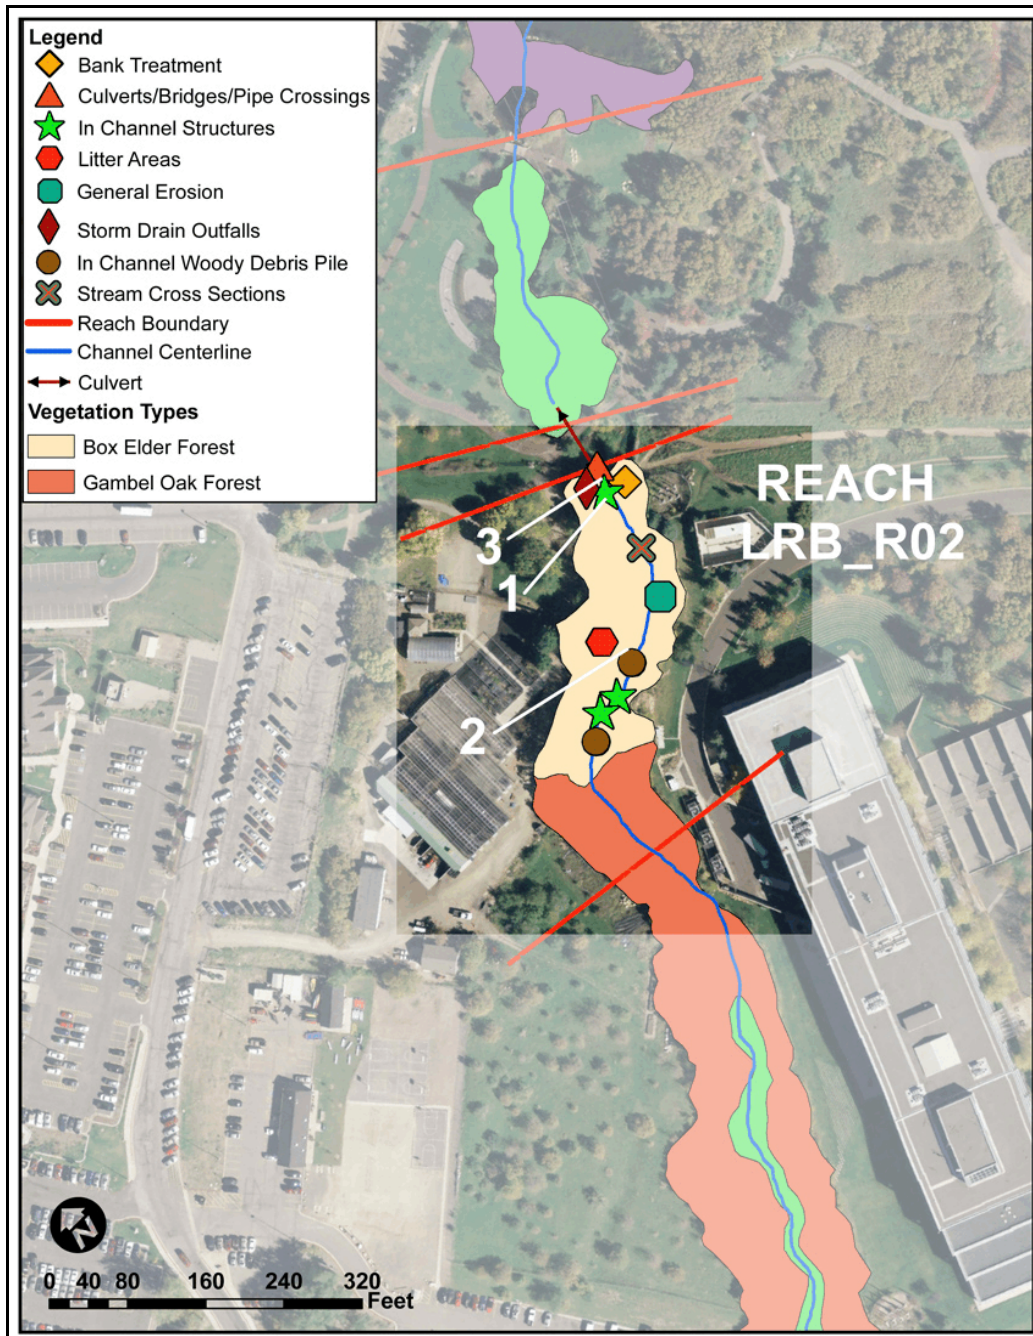 Legend
Bank Treatment
Culverts/Bridges/Pipe Crossings
In Channel Structures
Litter Areas
General Erosion
Storm Drain Outfalls
In Channel Woody Debris Pile
Stream Cross Sections
Reach Boundary
Channel Centerline
Culvert
Vegetation Types
Box Elder Forest
Gambel Oak Forest
REACH
LRB_R02
3
1
2
N
0 40 80 160 240 320
Feet